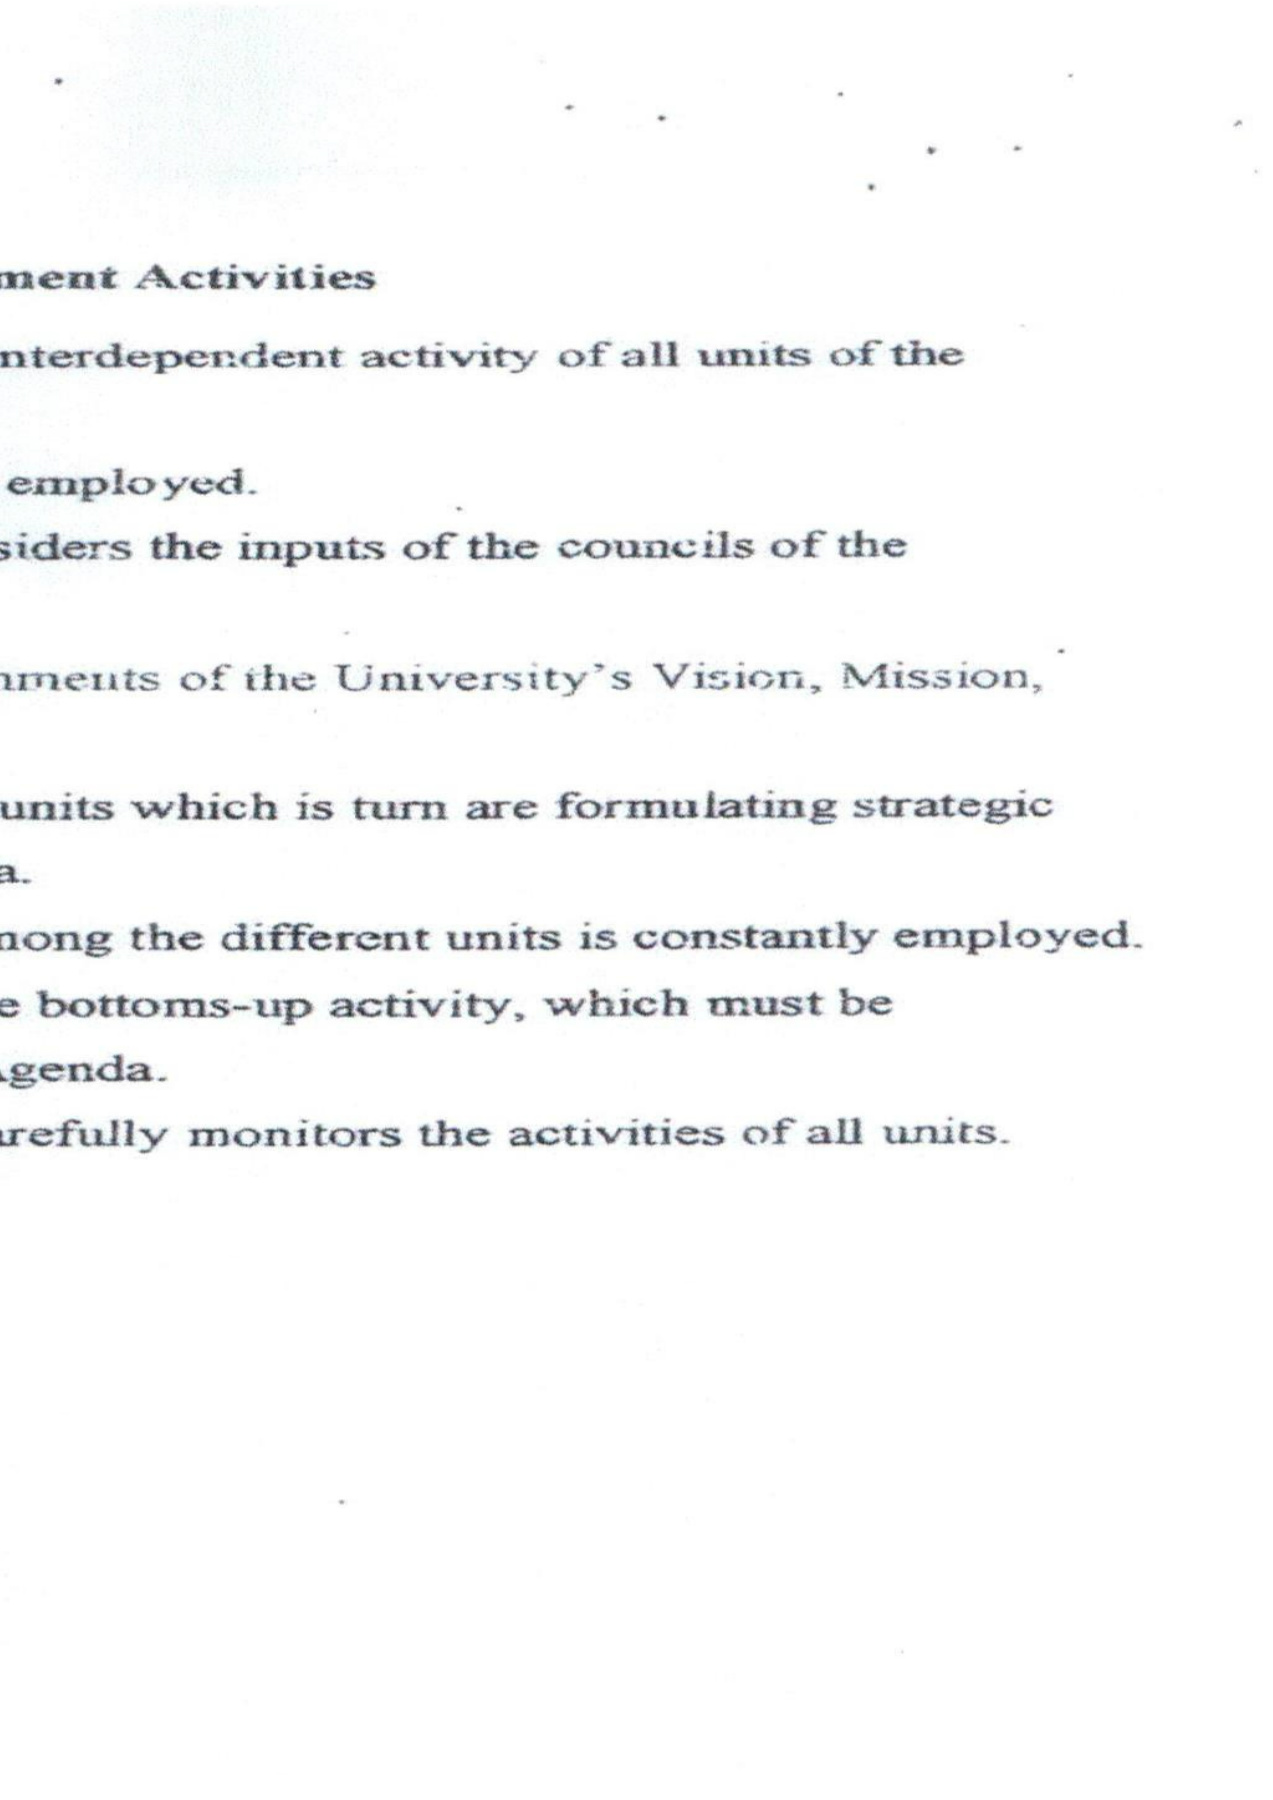 ment Activities
nterdependent activity of all units of the
employed.
siders the inputs of the councils of the
nments of the University's Vision, Mission,
units which is turn are formulating strategic
a.
nong the different units is constantly employed.
e bottoms-up activity, which must be
genda.
refully monitors the activities of all units.